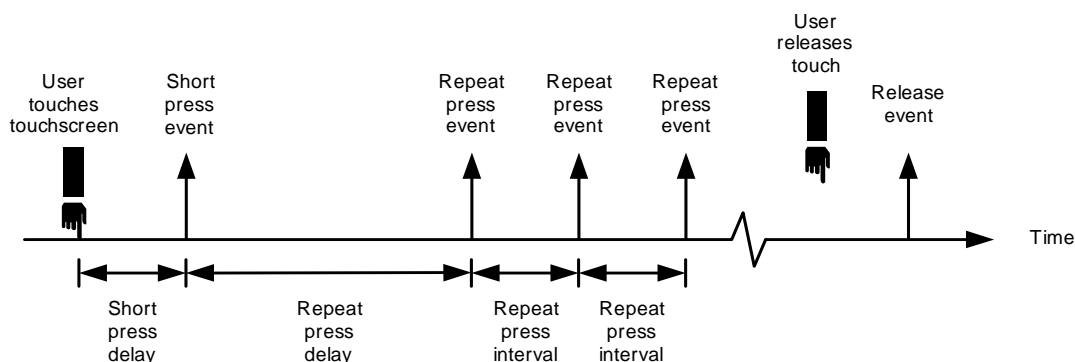 User
touches
touchscreen
Short
press
event
Repeat
press
event
Repeat
press
event
Repeat
press
event
User
releases
touch
Release
event
Time
Short
press
delay
Repeat
press
delay
Repeat
press
interval
Repeat
press
interval